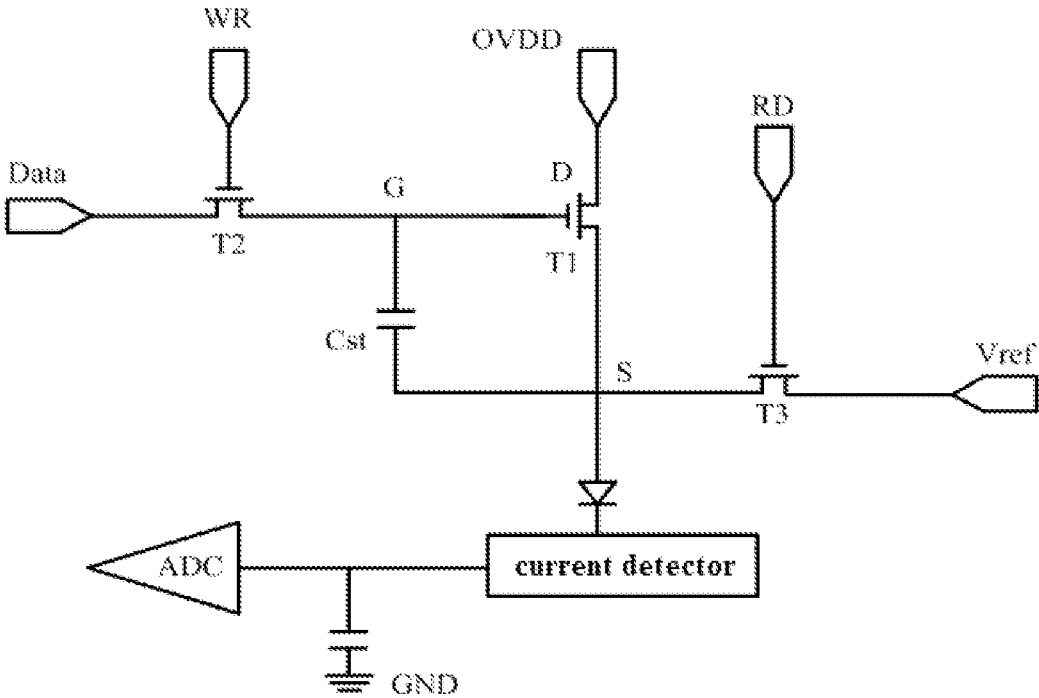 WR
OVDD
RD
Data
G
D
T2
T1
Cst
S
Vref
T3
ADC
current detector
GND